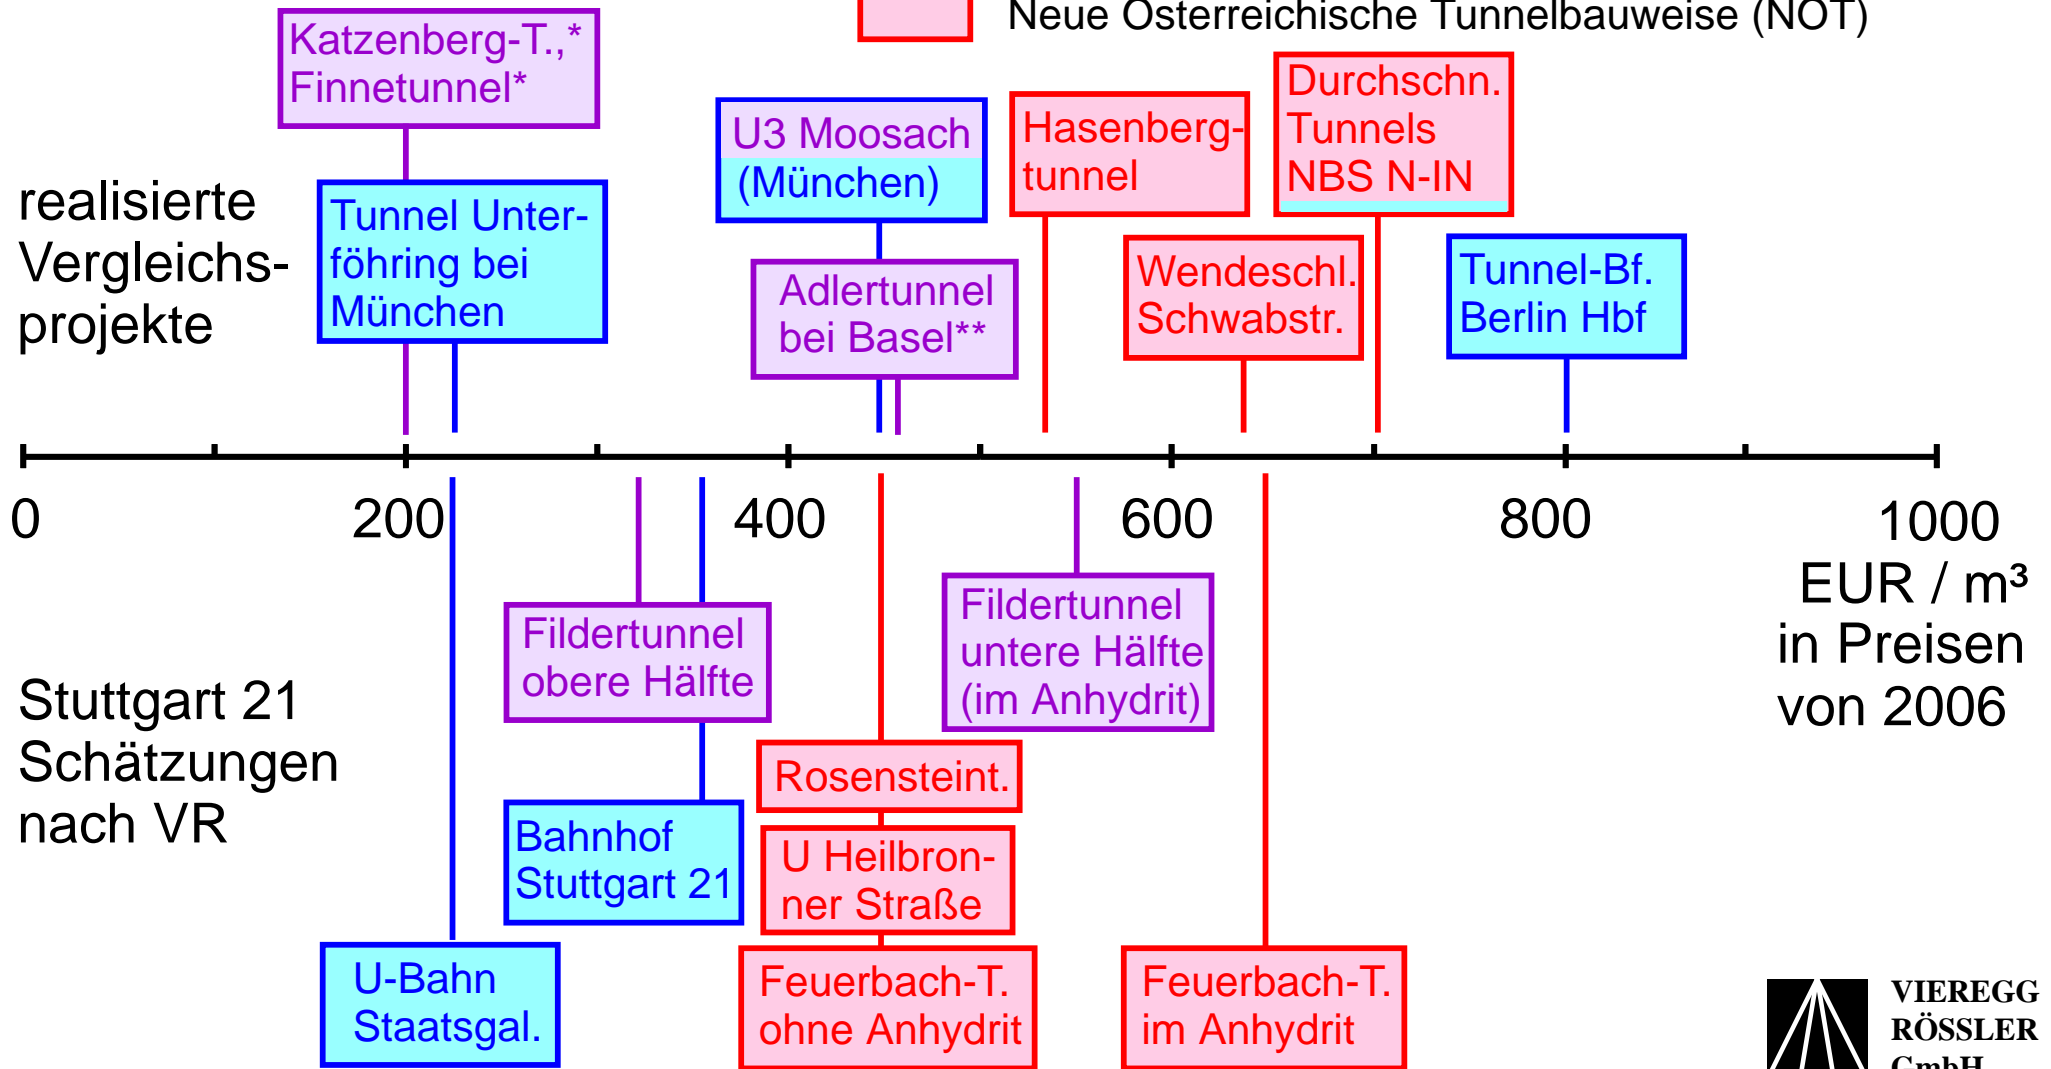 Neue Österreichische Tunnelbauweise (NÖT)
Katzenberg-T.,*
Finnetunnel*
realisierte
Vergleichs-
projekte
Tunnel Unter-
föhring bei
München
U3 Moosach
(München)
Adlertunnel
bei Basel**
Hasenberg-
tunnel
Wendeschl.
Schwabstr.
Durchschn.
Tunnels
NBS N-IN
Tunnel-Bf.
Berlin Hbf
0
200
400
600
800
1000
EUR / m³
in Preisen
von 2006
Stuttgart 21
Schätzungen
nach VR
Fildertunnel
obere Hälfte
Fildertunnel
untere Hälfte
(im Anhydrit)
Bahnhof
Stuttgart 21
Rosensteint.
U Heilbron-
ner Straße
U-Bahn
Staatsgal.
Feuerbach-T.
ohne Anhydrit
Feuerbach-T.
im Anhydrit
VIEREGG
RÖSSLER
GmbH